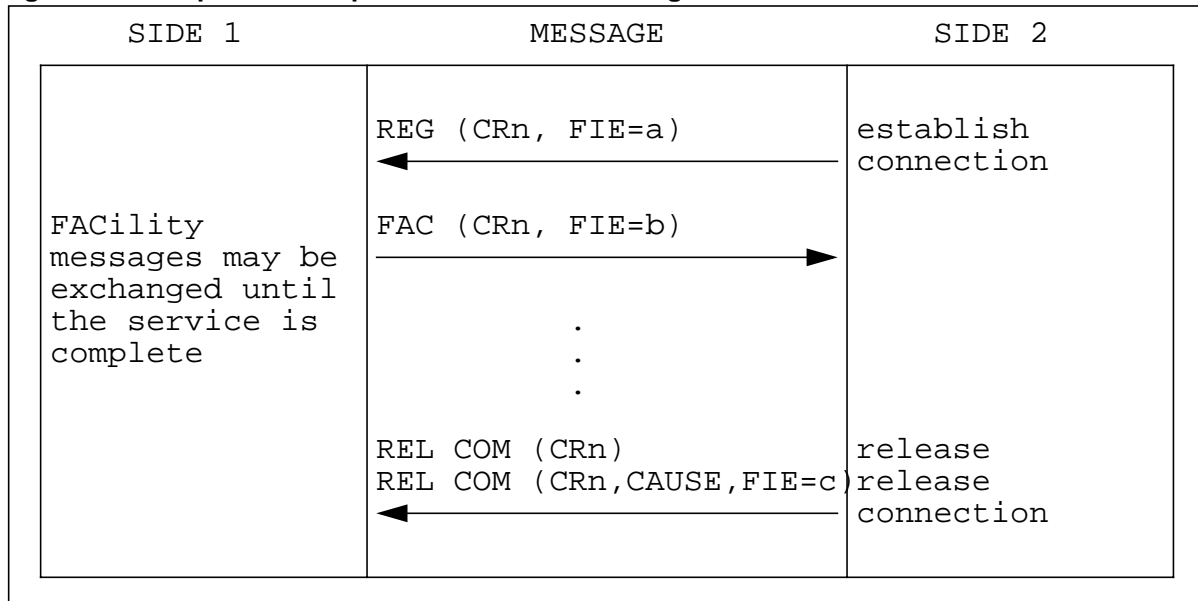 SIDE 1 MESSAGE SIDE 2
REG (CRn, FIE=a) establish
connection
FACility FAC (CRn, FIE=b)
messages may be
exchanged until
the service is .
complete .
.
REL COM (CRn) release
REL COM (CRn,CAUSE,FIE=c) release
connection